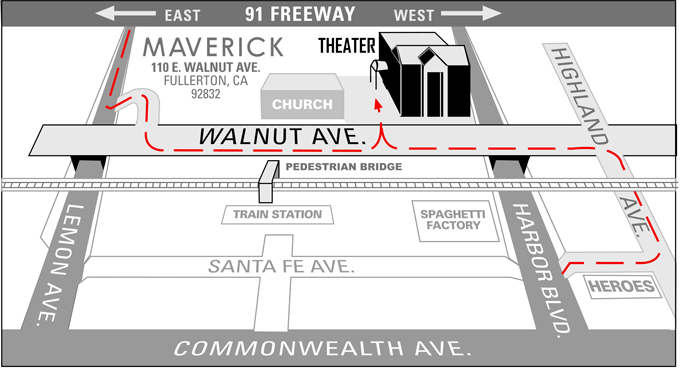 EAST 91 FREEWAY WEST
MAVERICK
110 E. WALNUT AVE.
FULLERTON, CA
92832
THEATER
CHURCH
HIGHLAND AVE.
WALNUT AVE.
PEDESTRIAN BRIDGE
LEMON AVE.
TRAIN STATION
SPAGHETTI
FACTORY
HARBOR BLVD.
SANTA FE AVE.
HEROES
COMMONWEALTH AVE.